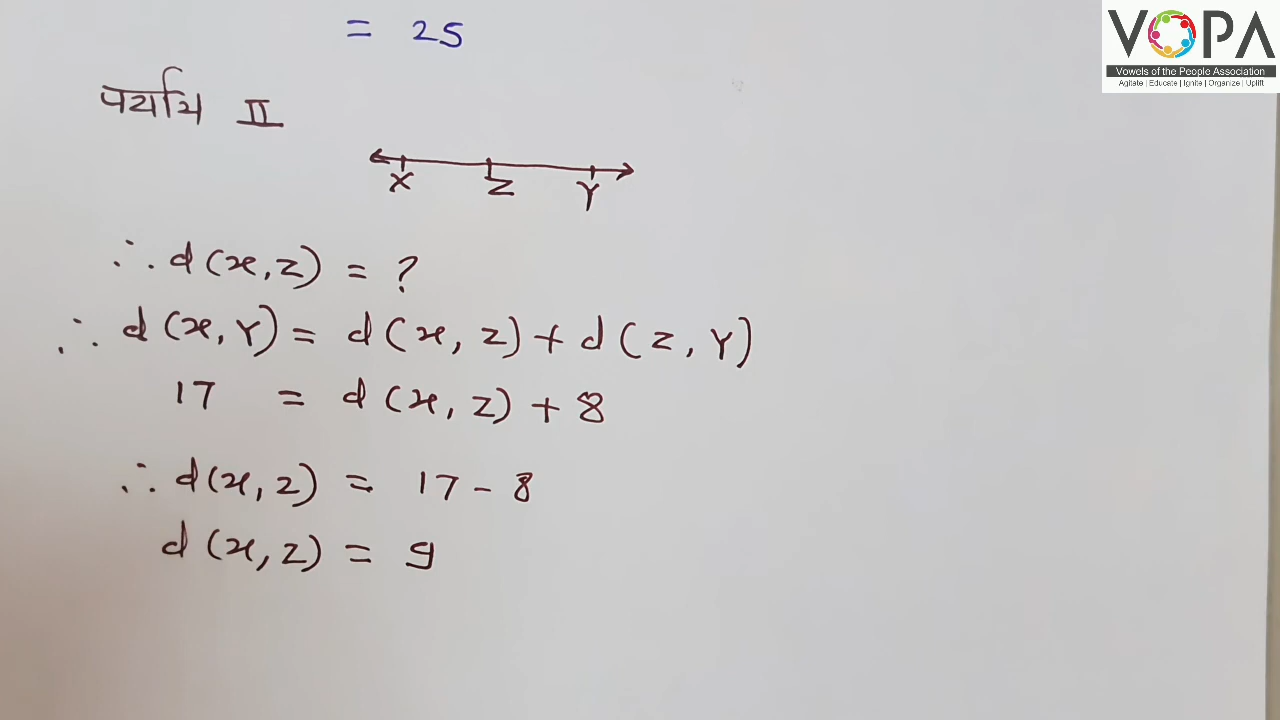 = 25
VOPA
Vowels of the People Association
Agitate | Educate | Ignite | Organize | Uplift
पर्याय II
X Z Y
∴ d(x,z) = ?
∴ d(x,Y) = d(x,z) + d(z,Y)
17 = d(x,z) + 8
∴ d(x,z) = 17 - 8
d(x,z) = 9